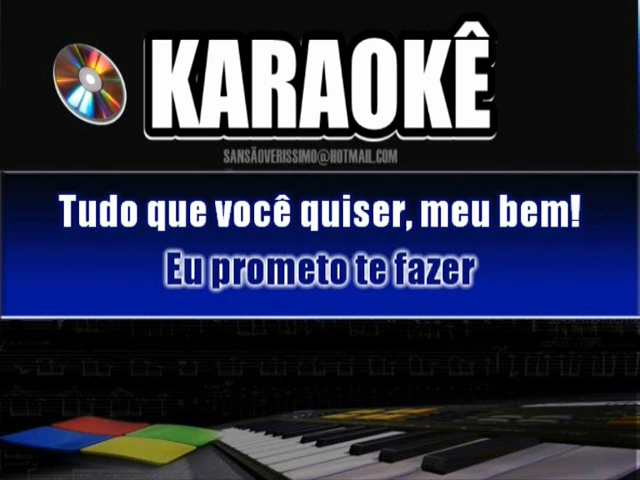 KARAOKÊ
SANSÃOVERISSIMO@HOTMAIL.COM
Tudo que você quiser, meu bem!
Eu prometo te fazer